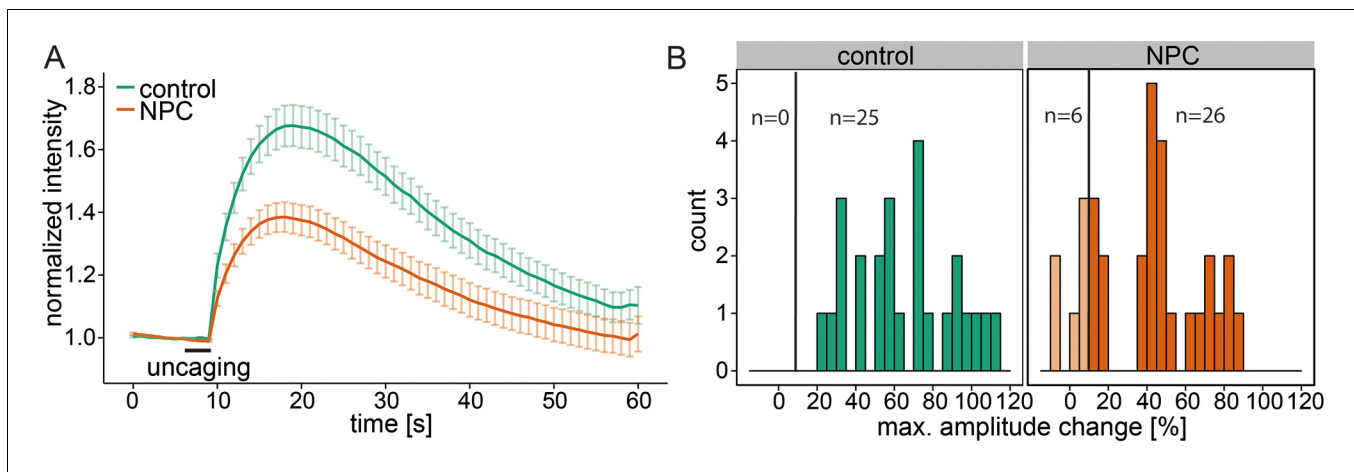 A
control
NPC
normalized intensity
1.8
1.6
1.4
1.2
1.0
uncaging
0 10 20 30 40 50 60
time [s]
B
control NPC
count
5
4
3
2
1
0
n=0 n=25 n=6 n=26
0 20 40 60 80 100 120 0 20 40 60 80 100 120
max. amplitude change [%]